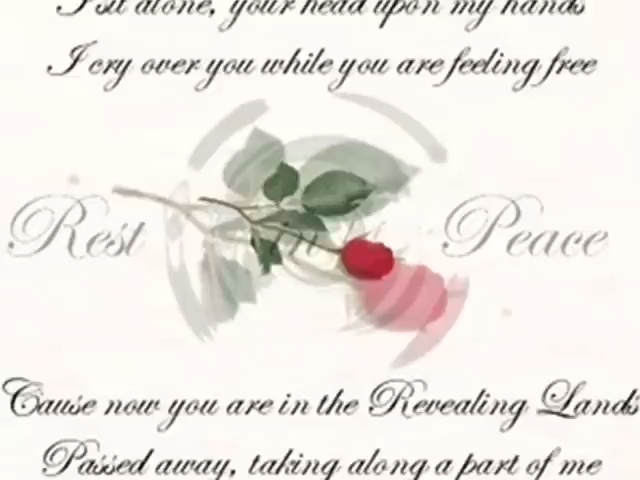 I sit alone, your head upon my hands
I cry over you while you are feeling free
Rest in Peace
'Cause now you are in the Revealing Lands
Passed away, taking along a part of me